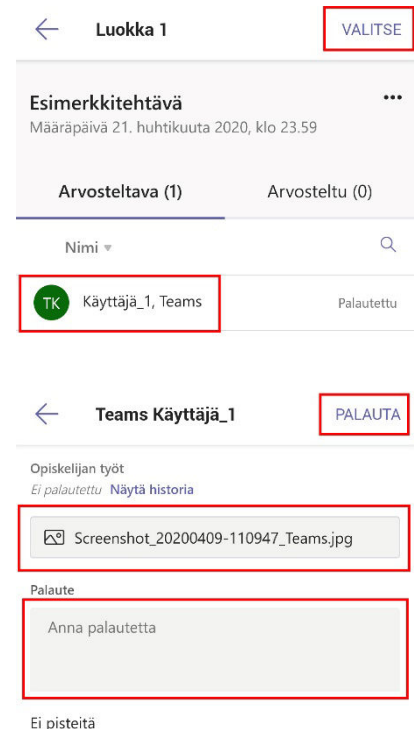 Luokka 1 VALITSE
Esimerkkitehtävä
Määräpäivä 21. huhtikuuta 2020, klo 23.59
Arvosteltava (1) Arvosteltu (0)
Nimi
TK Käyttäjä_1, Teams Palautettu
Teams Käyttäjä_1 PALAUTA
Opiskelijan työt
Ei palautettu Näytä historia
Screenshot_20200409-110947_Teams.jpg
Palaute
Anna palautetta
Ei pisteitä